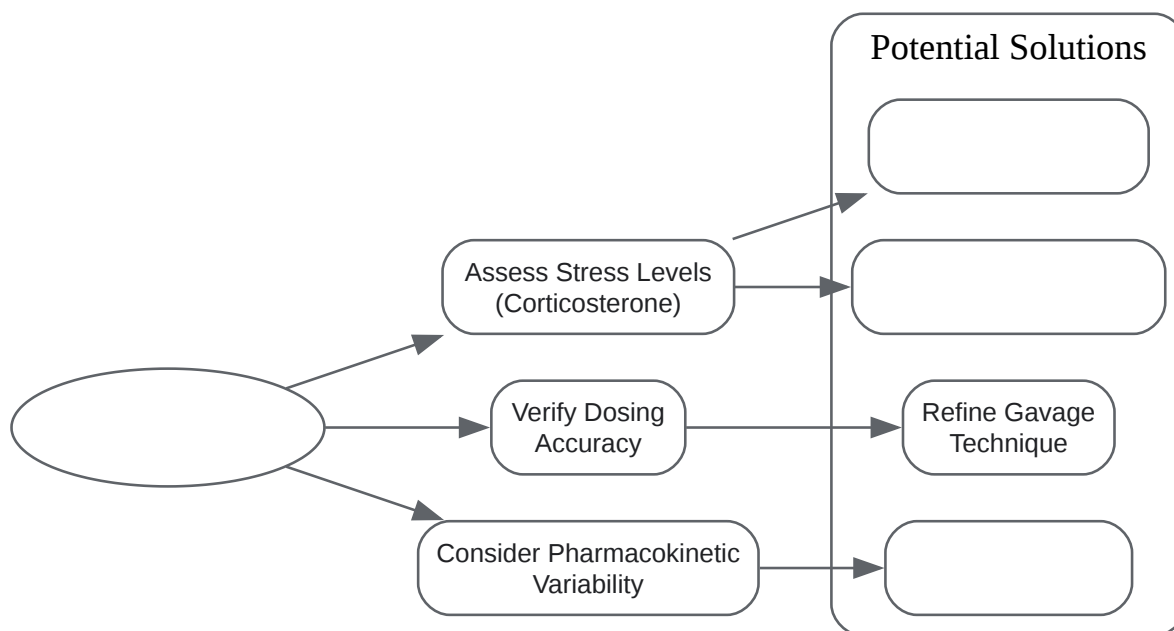 Potential Solutions
Assess Stress Levels
(Corticosterone)
Verify Dosing
Accuracy
Refine Gavage
Technique
Consider Pharmacokinetic
Variability